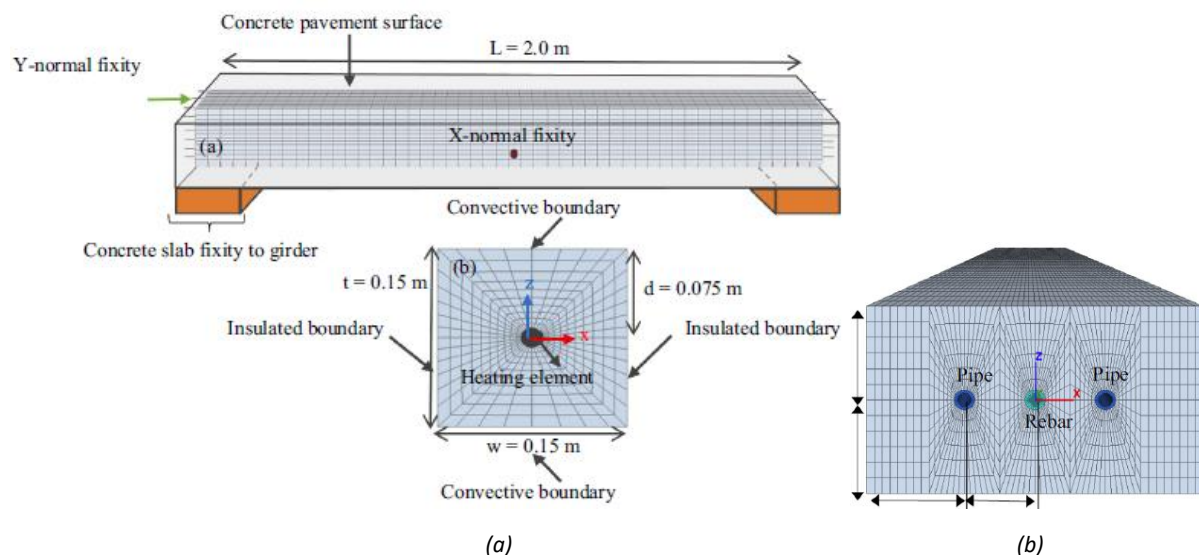 Concrete pavement surface
L = 2.0 m
Y-normal fixity
X-normal fixity
(a)
Concrete slab fixity to girder
Convective boundary
(b)
t = 0.15 m
z
d = 0.075 m
Insulated boundary
x
Insulated boundary
Heating element
w = 0.15 m
Convective boundary
z
Pipe
Pipe
x
Rebar
(a)
(b)